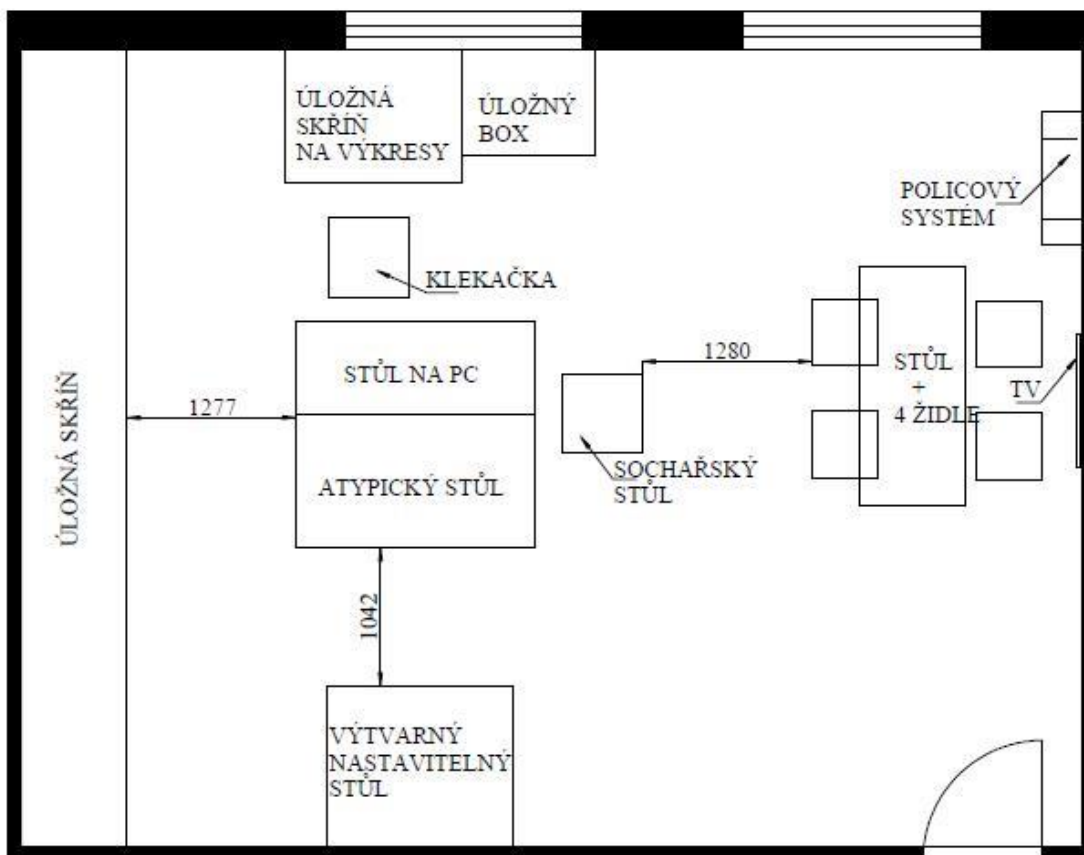 ÚLOŽNÁ
SKŘÍŇ
NA VÝKRESY
ÚLOŽNÝ
BOX
POLICOVÝ
SYSTÉM
KLEKAČKA
STŮL NA PC
1280
STŮL
+
4 ŽIDLE
TV
1277
ÚLOŽNÁ SKŘÍŇ
ATYPICKÝ STŮL
SOCHAŘSKÝ
STŮL
1042
VÝTVARNÝ
NASTAVITELNÝ
STŮL